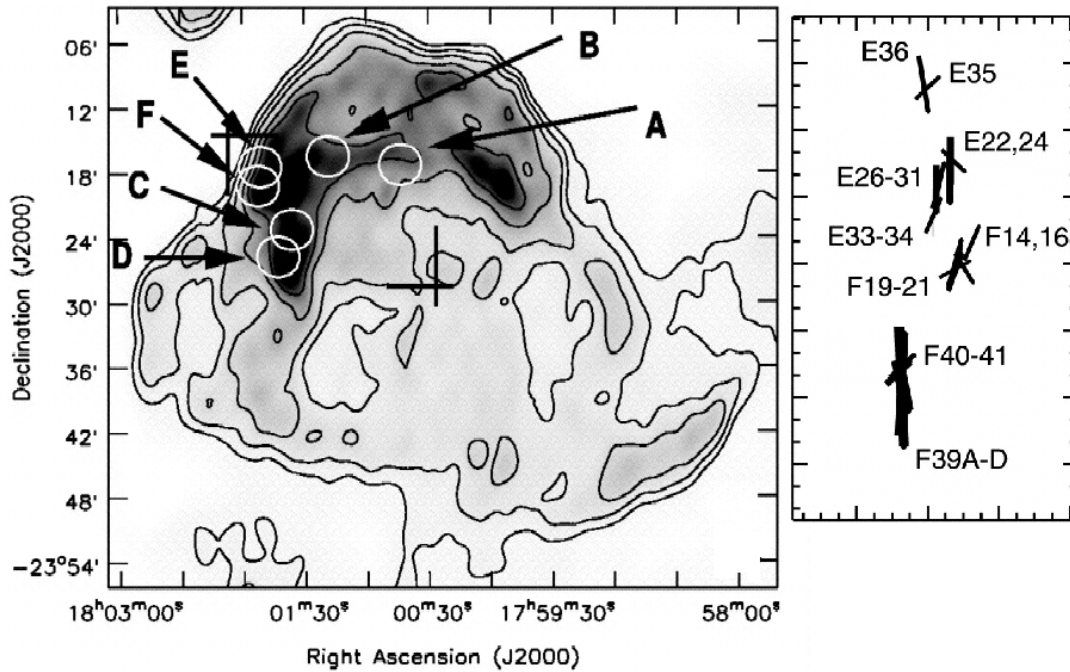 06'
12'
18'
24'
30'
36'
42'
48'
-23°54'
Declination (J2000)
18ʰ03ᵐ00ˢ
01ᵐ30ˢ
00ᵐ30ˢ
17ʰ59ᵐ30ˢ
58ᵐ00ˢ
Right Ascension (J2000)
E
F
C
D
B
A
E36
E35
E22,24
E26-31
E33-34
F14,16
F19-21
F40-41
F39A-D